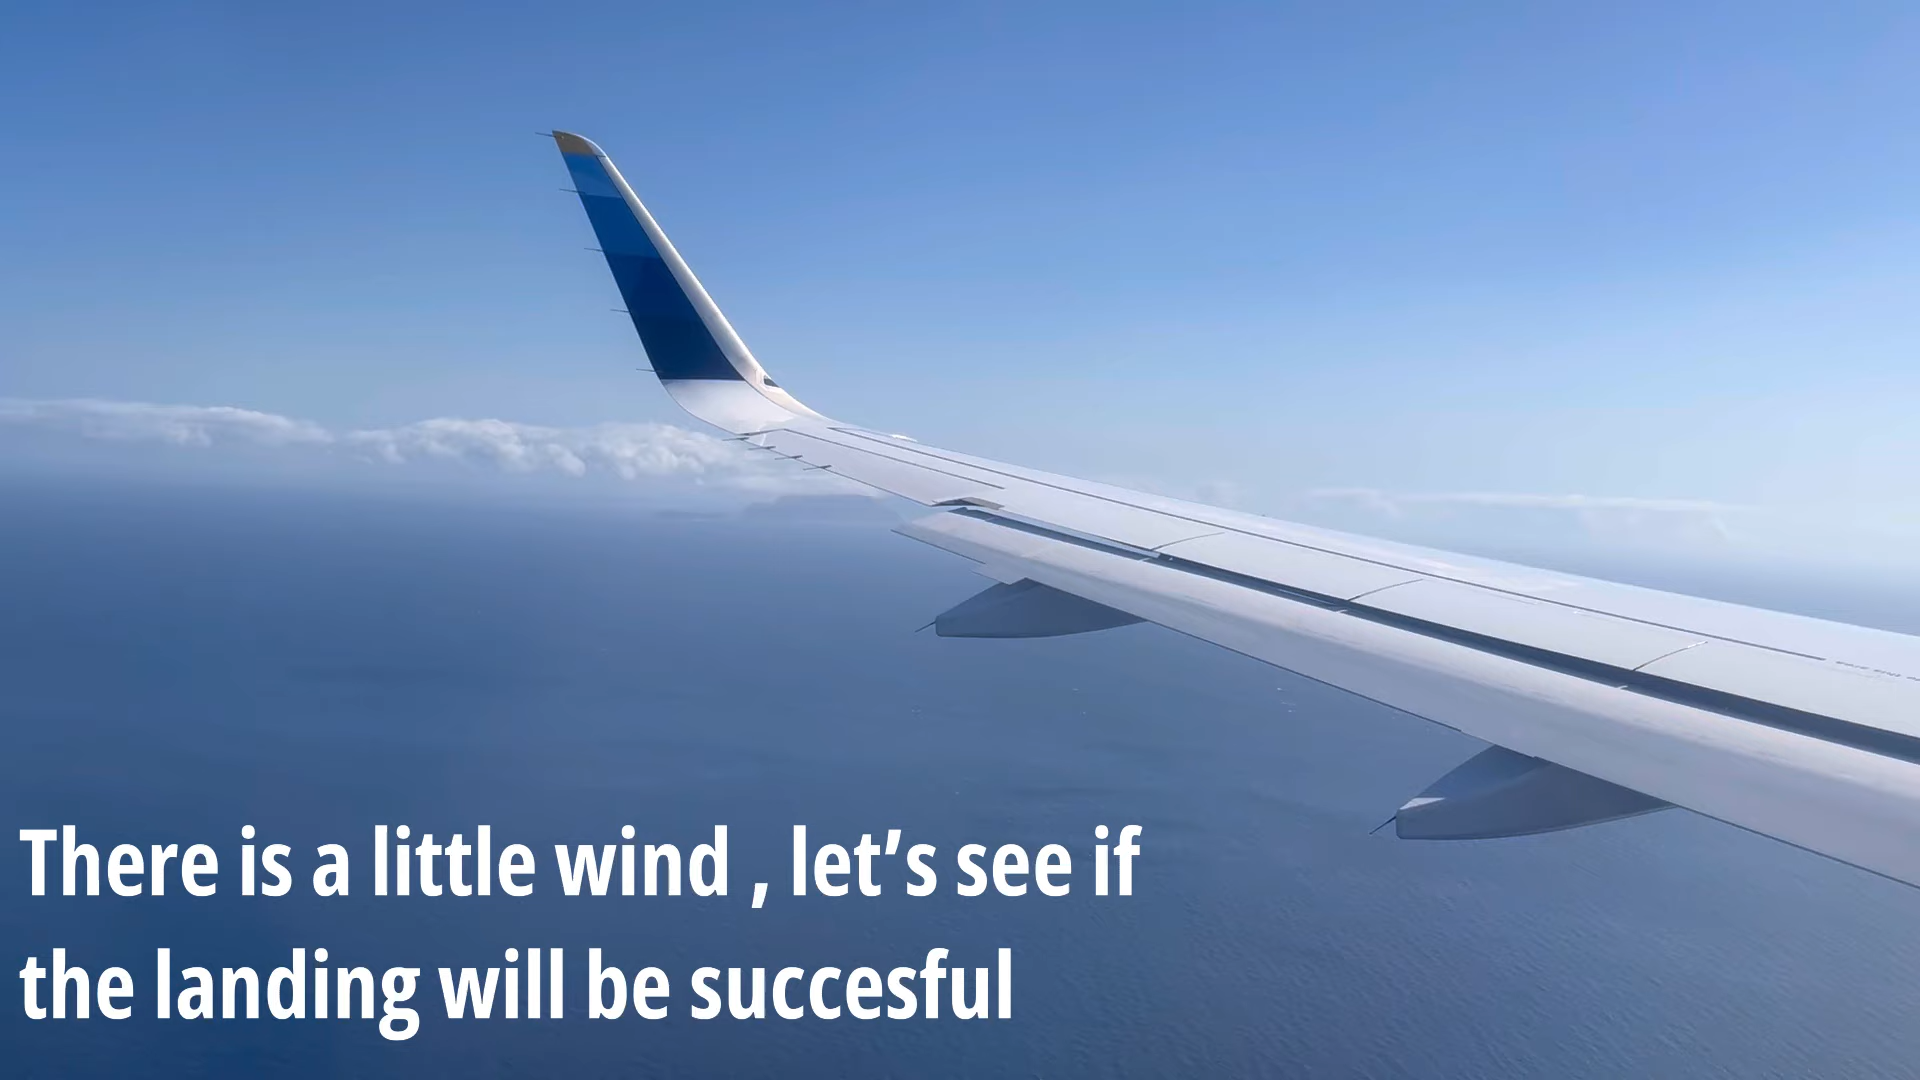 There is a little wind , let’s see if
the landing will be succesful